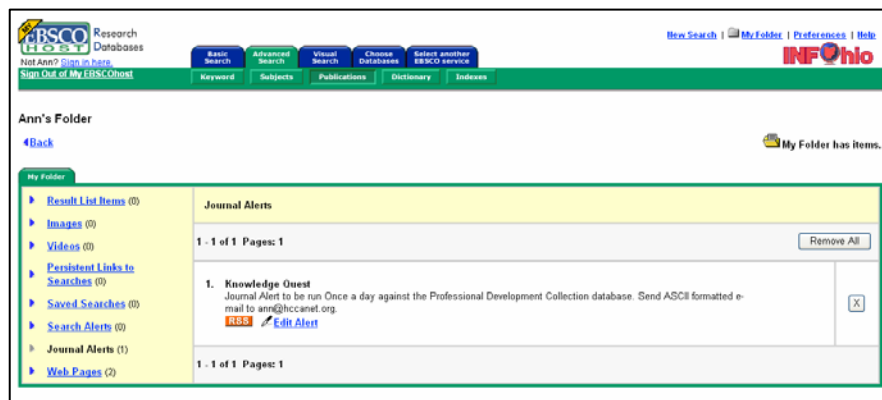 MY
EBSCO Research
HOST Databases
Not Ann? Sign in here.
Sign Out of My EBSCOhost
New Search | My Folder | Preferences | Help
INFOhio
Basic Search
Advanced Search
Visual Search
Choose Databases
Select another EBSCO service
Keyword Subjects Publications Dictionary Indexes
Ann's Folder
Back
My Folder has items.
My Folder
Result List Items (0)
Images (0)
Videos (0)
Persistent Links to
Searches (0)
Saved Searches (0)
Search Alerts (0)
Journal Alerts (1)
Web Pages (2)
Journal Alerts
1 - 1 of 1 Pages: 1
Remove All
1. Knowledge Quest
Journal Alert to be run Once a day against the Professional Development Collection database. Send ASCII formatted e-
mail to ann@hccanet.org.
RSS Edit Alert
X
1 - 1 of 1 Pages: 1